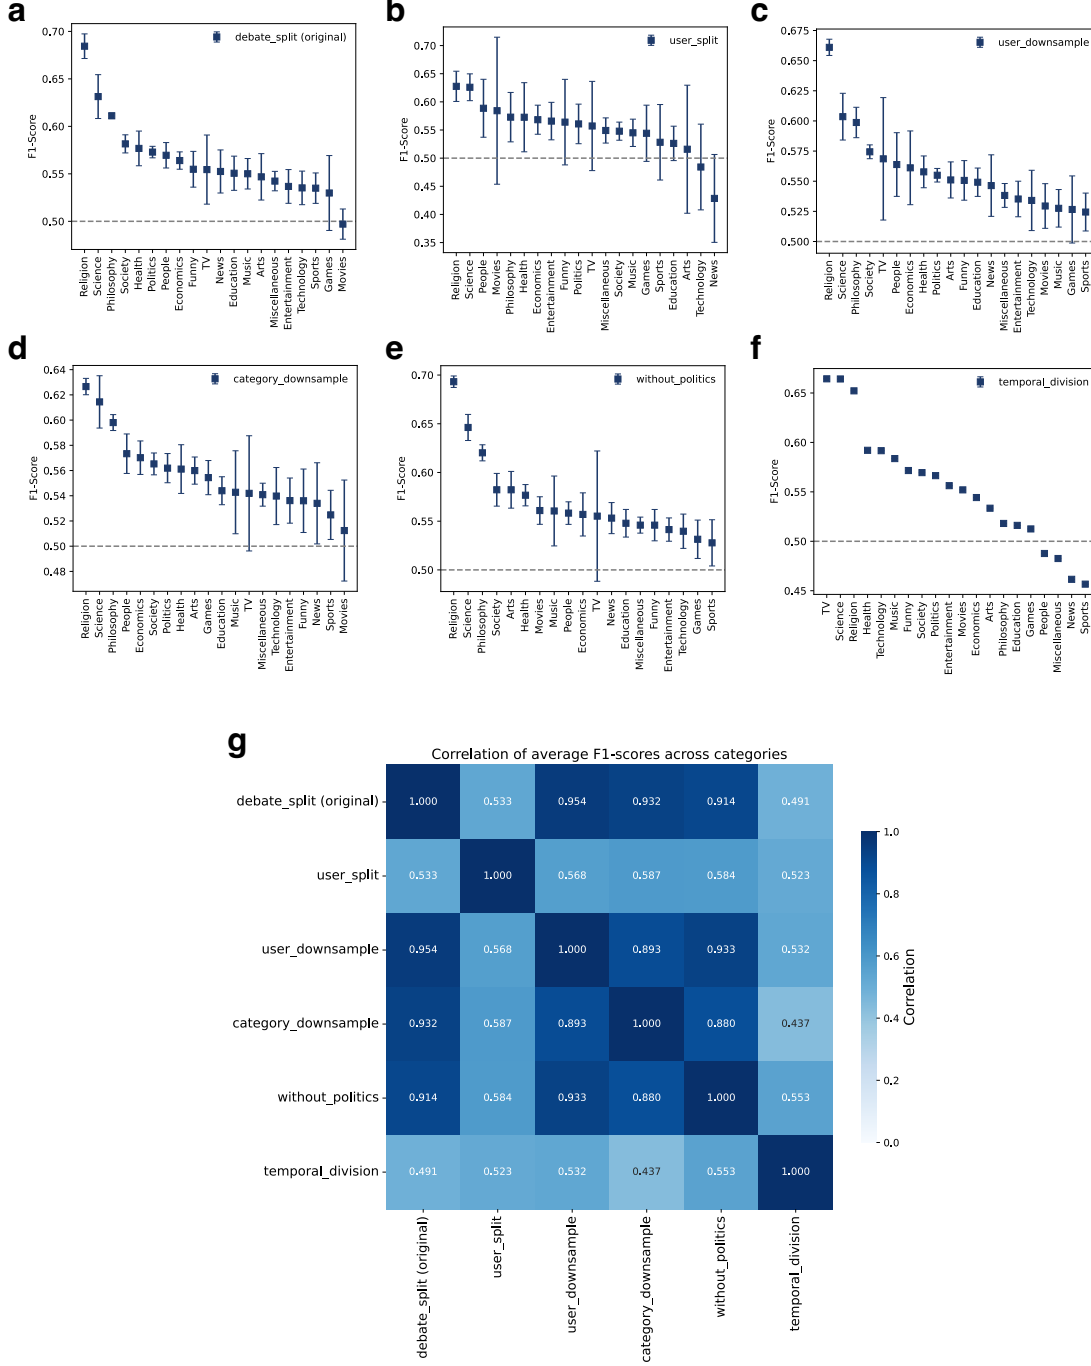 a
debate_split (original)
F1-Score
0.70
0.65
0.60
0.55
0.50
Religion
Science
Philosophy
Society
Health
Politics
People
Economics
Funny
TV
News
Education
Music
Arts
Miscellaneous
Entertainment
Technology
Sports
Games
Movies
b
user_split
F1-Score
0.70
0.65
0.60
0.55
0.50
0.45
0.40
0.35
Religion
Science
People
Movies
Philosophy
Health
Economics
Entertainment
Funny
Politics
TV
Miscellaneous
Society
Music
Games
Sports
Education
Arts
Technology
News
c
user_downsample
F1-Score
0.675
0.650
0.625
0.600
0.575
0.550
0.525
0.500
Religion
Science
Philosophy
Society
TV
People
Economics
Health
Politics
Arts
Funny
Education
News
Miscellaneous
Entertainment
Technology
Movies
Music
Games
Sports
d
category_downsample
F1-Score
0.64
0.62
0.60
0.58
0.56
0.54
0.52
0.50
0.48
Religion
Science
Philosophy
People
Economics
Society
Politics
Health
Arts
Games
Education
Music
TV
Miscellaneous
Technology
Entertainment
Funny
News
Sports
Movies
e
without_politics
F1-Score
0.70
0.65
0.60
0.55
0.50
Religion
Science
Philosophy
Society
Arts
Health
Movies
Music
People
Economics
TV
News
Education
Miscellaneous
Funny
Entertainment
Technology
Games
Sports
f
temporal_division
F1-Score
0.65
0.60
0.55
0.50
0.45
TV
Science
Religion
Health
Technology
Music
Funny
Society
Politics
Entertainment
Movies
Economics
Arts
Philosophy
Education
Games
People
Miscellaneous
News
Sports
g
Correlation of average F1-scores across categories
debate_split (original) 1.000 0.533 0.954 0.932 0.914 0.491
user_split 0.533 1.000 0.568 0.587 0.584 0.523
user_downsample 0.954 0.568 1.000 0.893 0.933 0.532
category_downsample 0.932 0.587 0.893 1.000 0.880 0.437
without_politics 0.914 0.584 0.933 0.880 1.000 0.553
temporal_division 0.491 0.523 0.532 0.437 0.553 1.000
debate_split (original)
user_split
user_downsample
category_downsample
without_politics
temporal_division
1.0
0.8
0.6
0.4
0.2
0.0
Correlation